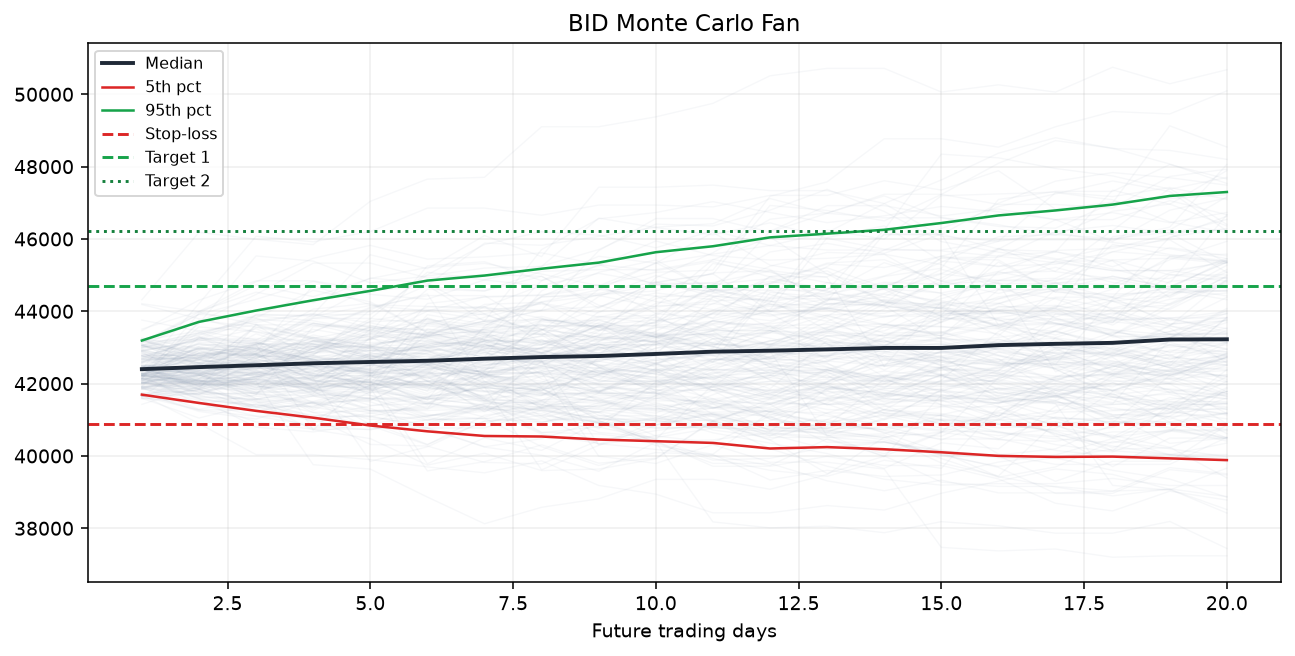 BID Monte Carlo Fan
Median
5th pct
95th pct
Stop-loss
Target 1
Target 2
50000
48000
46000
44000
42000
40000
38000
2.5 5.0 7.5 10.0 12.5 15.0 17.5 20.0
Future trading days